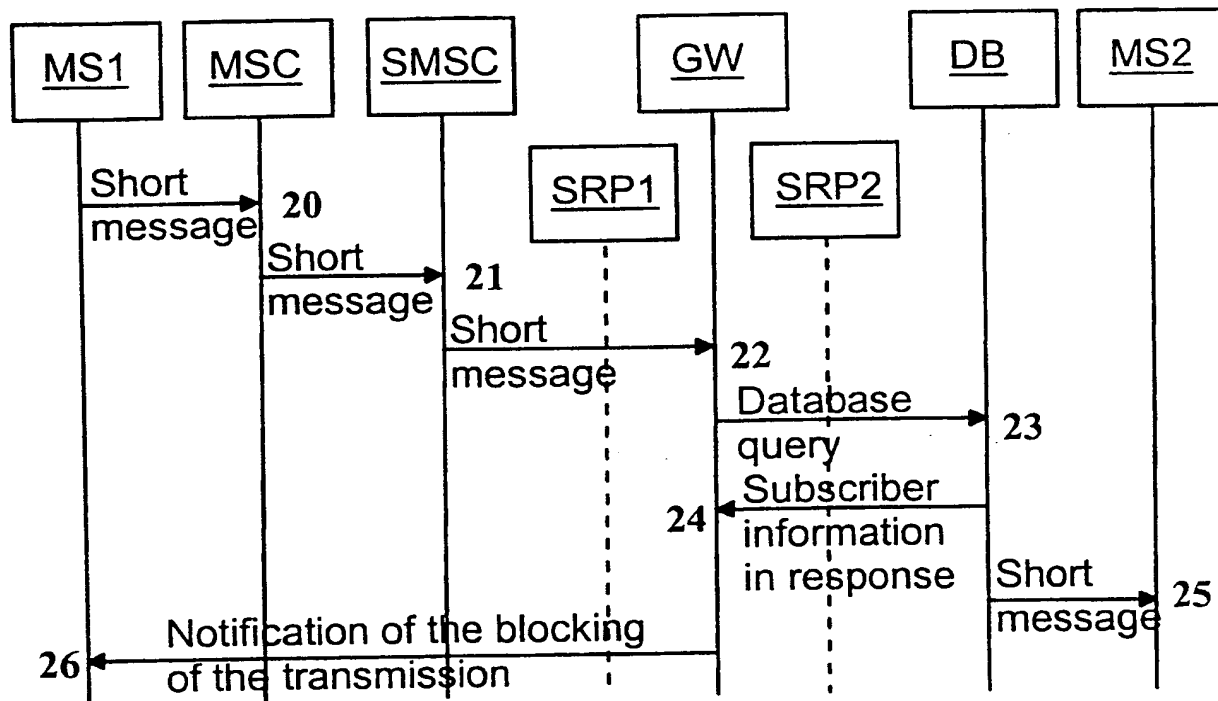 MS1
MSC
SMSC
GW
DB
MS2
SRP1
SRP2
Short
message
20
Short
message
21
Short
message
22
Database
query
23
Subscriber
information
in response
24
Short
message
25
Notification of the blocking
of the transmission
26